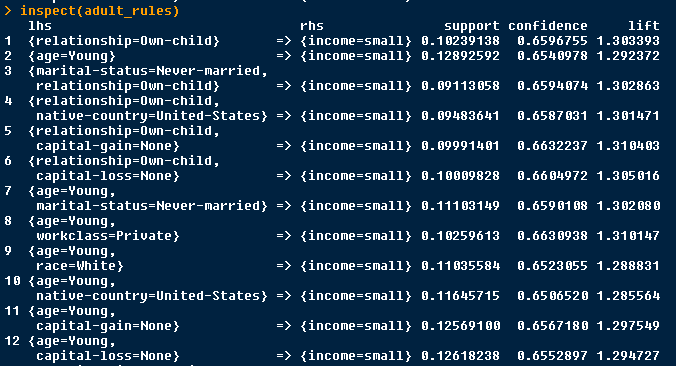 > inspect(adult_rules)
   lhs                               rhs               support confidence     lift
1  {relationship=Own-child}       => {income=small} 0.10239138  0.6596755 1.303393
2  {age=Young}                    => {income=small} 0.12892592  0.6540978 1.292372
3  {marital-status=Never-married,
    relationship=Own-child}       => {income=small} 0.09113058  0.6594074 1.302863
4  {relationship=Own-child,
    native-country=United-States} => {income=small} 0.09483641  0.6587031 1.301471
5  {relationship=Own-child,
    capital-gain=None}            => {income=small} 0.09991401  0.6632237 1.310403
6  {relationship=Own-child,
    capital-loss=None}            => {income=small} 0.10009828  0.6604972 1.305016
7  {age=Young,
    marital-status=Never-married} => {income=small} 0.11103149  0.6590108 1.302080
8  {age=Young,
    workclass=Private}            => {income=small} 0.10259613  0.6630938 1.310147
9  {age=Young,
    race=White}                   => {income=small} 0.11035584  0.6523055 1.288831
10 {age=Young,
    native-country=United-States} => {income=small} 0.11645715  0.6506520 1.285564
11 {age=Young,
    capital-gain=None}            => {income=small} 0.12569100  0.6567180 1.297549
12 {age=Young,
    capital-loss=None}            => {income=small} 0.12618238  0.6552897 1.294727